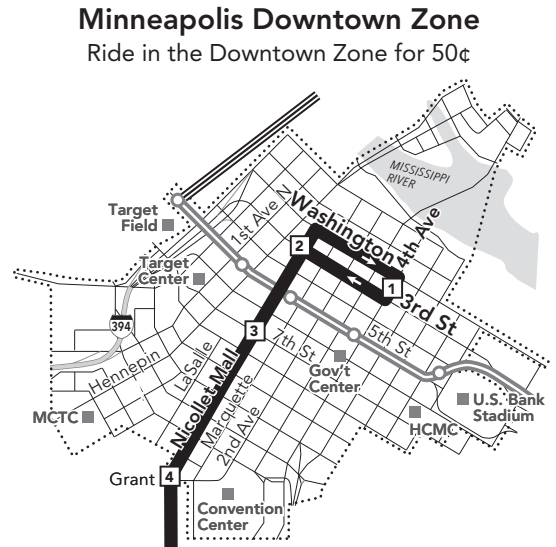 Minneapolis Downtown Zone
Ride in the Downtown Zone for 50¢
MISSISSIPPI
RIVER
Target
Field
1st Ave N
Washington
4th Ave
2
Target
Center
1
3rd St
394
3
7th St
5th St
Hennepin
LaSalle
Gov't
Center
Nicollet Mall
Marquette
2nd Ave
MCTC
U.S. Bank
Stadium
HCMC
Grant
4
Convention
Center